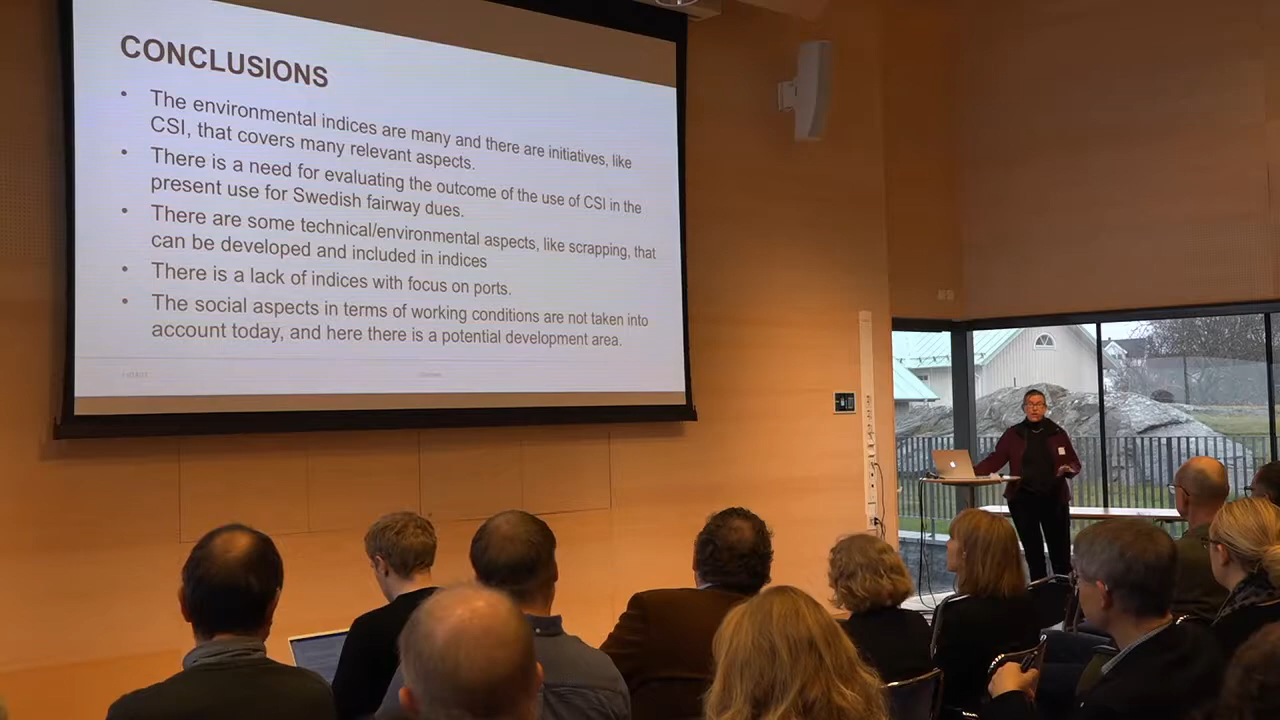 CONCLUSIONS
• The environmental indices are many and there are initiatives, like
CSI, that covers many relevant aspects.
• There is a need for evaluating the outcome of the use of CSI in the
present use for Swedish fairway dues.
• There are some technical/environmental aspects, like scrapping, that
can be developed and included in indices
• There is a lack of indices with focus on ports.
• The social aspects in terms of working conditions are not taken into
account today, and here there is a potential development area.